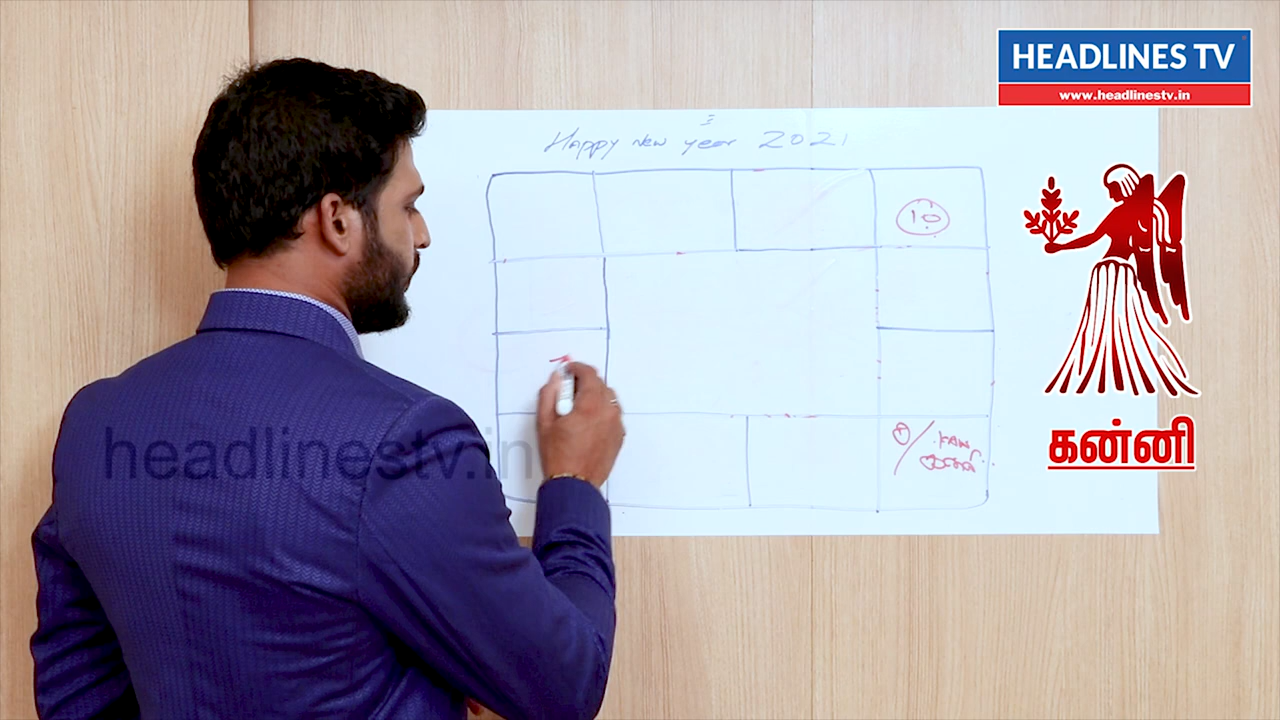 HEADLINES TV
www.headlinestv.in
Happy new year 2021
10
கன்னி
headlinestv.in